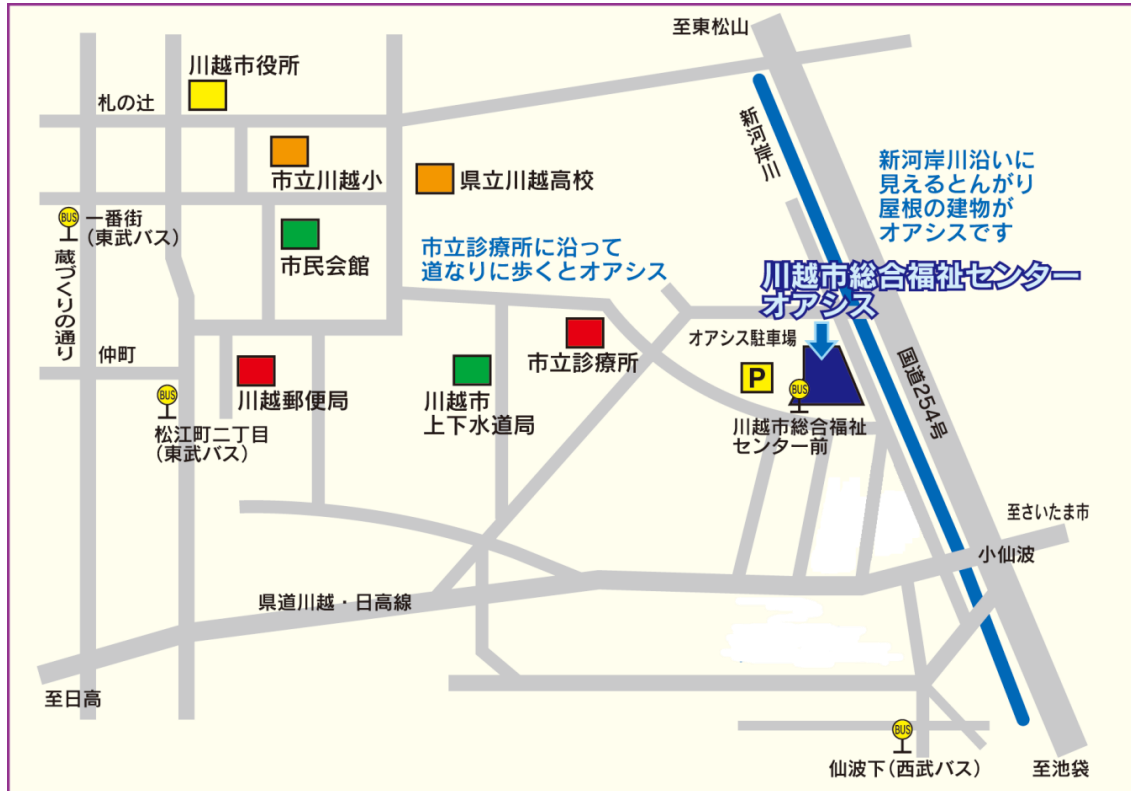 至東松山
川越市役所
札の辻
新河岸川
市立川越小
県立川越高校
新河岸川沿いに
見えるとんがり
屋根の建物が
オアシスです
BUS
一番街
(東武バス)
蔵づくりの通り
市民会館
市立診療所に沿って
道なりに歩くとオアシス
川越市総合福祉センター
オアシス
オアシス駐車場
仲町
市立診療所
P
国道254号
BUS
川越郵便局
川越市
上下水道局
BUS
川越市総合福祉
センター前
松江町二丁目
(東武バス)
至さいたま市
小仙波
県道川越・日高線
至日高
BUS
仙波下(西武バス)
至池袋